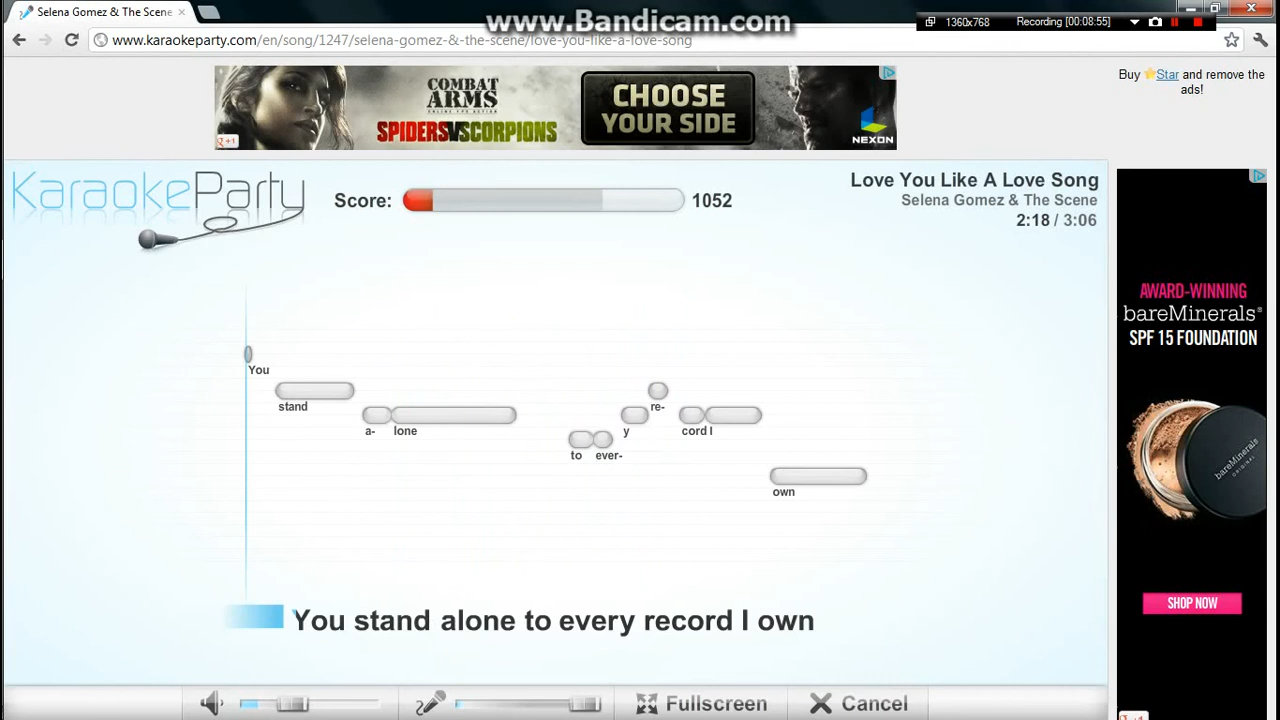 www.Bandicam.com
Selena Gomez & The Scene
1360x768
Recording [00:08:55]
www.karaokeparty.com/en/song/1247/selena-gomez-&-the-scene/love-you-like-a-love-song
COMBAT ARMS
SPIDERSVSCORPIONS
CHOOSE YOUR SIDE
NEXON
+1
Buy Star and remove the ads!
KaraokeParty
Score:
1052
Love You Like A Love Song
Selena Gomez & The Scene
2:18 / 3:06
You
stand
a-
lone
to
ever-
y
re-
cord
I
own
You stand alone to every record I own
AWARD-WINNING
bareMinerals®
SPF 15 FOUNDATION
bareMinerals
SHOP NOW
Fullscreen
Cancel